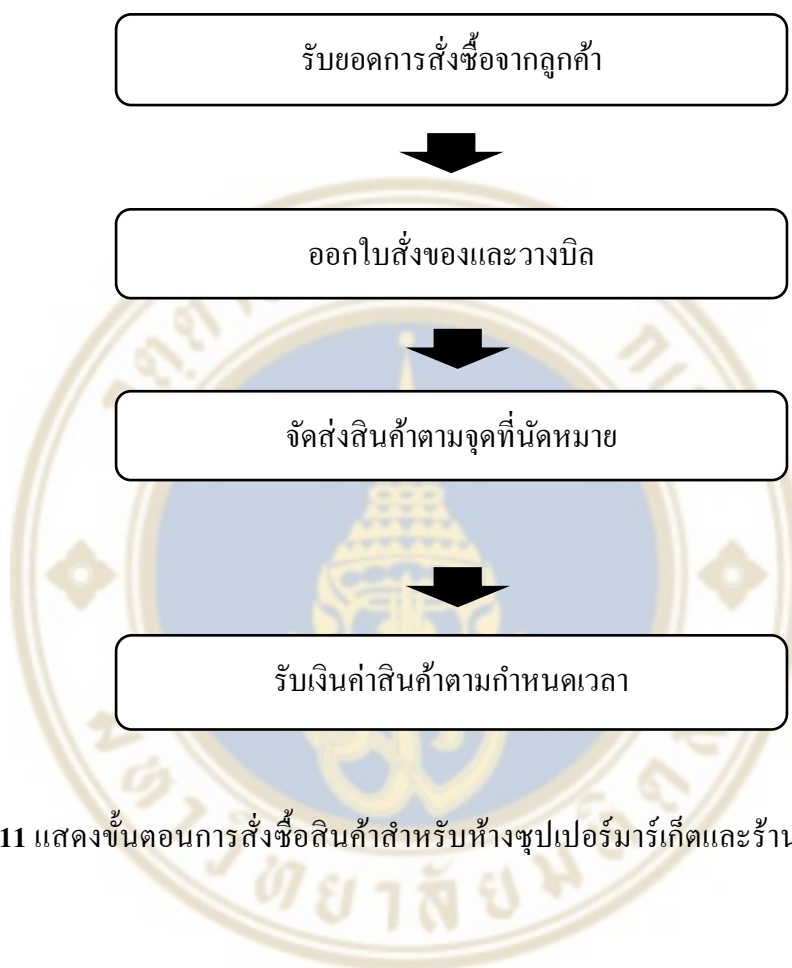 รับยอดการสั่งซื้อจากลูกค้า
ออกใบสั่งของและวางบิล
จัดส่งสินค้าตามจุดที่นัดหมาย
รับเงินค่าสินค้าตามกำหนดเวลา
11 แสดงขั้นตอนการสั่งซื้อสินค้าสำหรับห้างซุปเปอร์มาร์เก็ตและร้าน